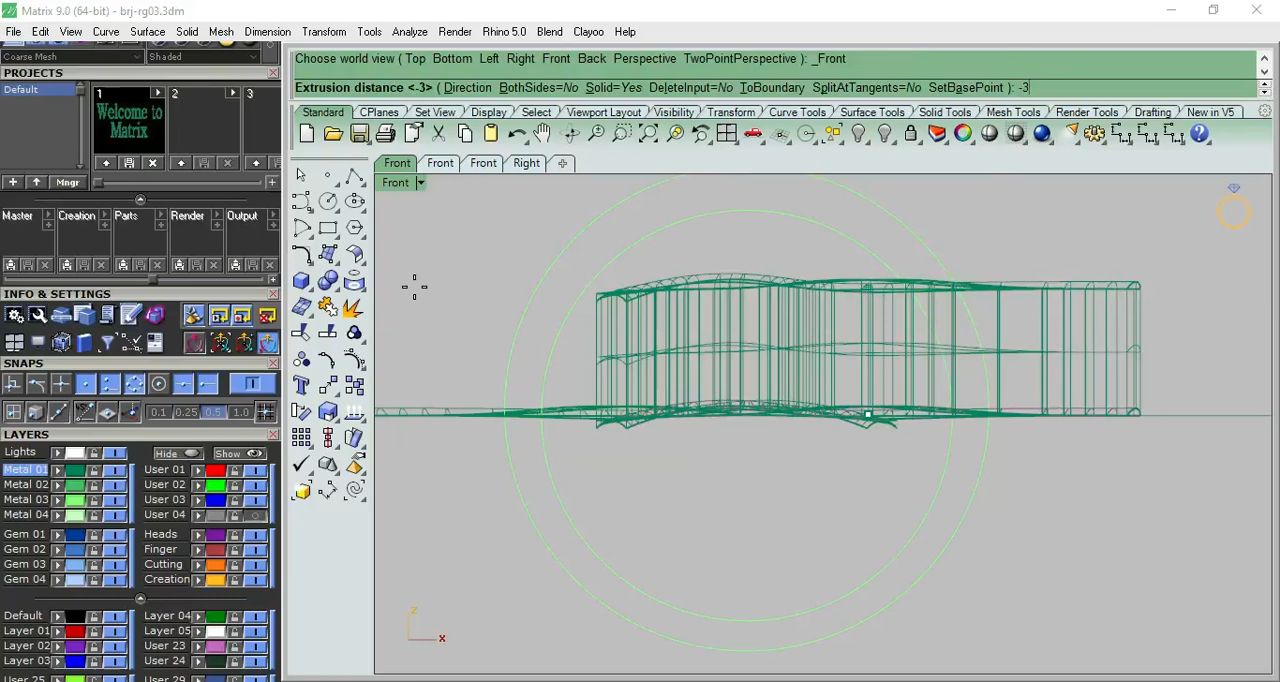 Matrix 9.0 (64-bit) - brj-rg03.3dm
File Edit View Curve Surface Solid Mesh Dimension Transform Tools Analyze Render Rhino 5.0 Blend Clayoo Help
Coarse Mesh Shaded
PROJECTS
Default
1 2 3
Welcome to
Matrix
Mngr
Master Creation Parts Render Output
INFO & SETTINGS
SNAPS
0.1 0.25 0.5 1.0
LAYERS
Lights Hide Show
Metal 01 User 01
Metal 02 User 02
Metal 03 User 03
Metal 04 User 04
Gem 01 Heads
Gem 02 Finger
Gem 03 Cutting
Gem 04 Creation
Default Layer 04
Layer 01 Layer 05
Layer 02 User 23
Layer 03 User 24
User 25 User 29
Choose world view ( Top Bottom Left Right Front Back Perspective TwoPointPerspective ): _Front
Extrusion distance <-3> ( Direction BothSides=No Solid=Yes DeleteInput=No ToBoundary SplitAtTangents=No SetBasePoint ): -3
Standard CPlanes Set View Display Select Viewport Layout Visibility Transform Curve Tools Surface Tools Solid Tools Mesh Tools Render Tools Drafting New in V5
Front Front Front Right
Front
z
x